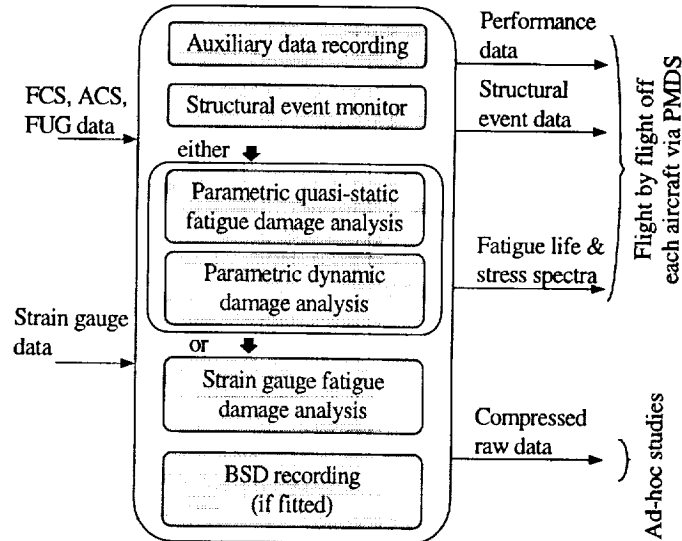 Auxiliary data recording
Structural event monitor
FCS, ACS,
FUG data
either
Parametric quasi-static
fatigue damage analysis
Parametric dynamic
damage analysis
Strain gauge
data
or
Strain gauge fatigue
damage analysis
BSD recording
(if fitted)
Performance
data
Structural
event data
Fatigue life &
stress spectra
Compressed
raw data
Flight by flight off
each aircraft via PMDS
Ad-hoc studies